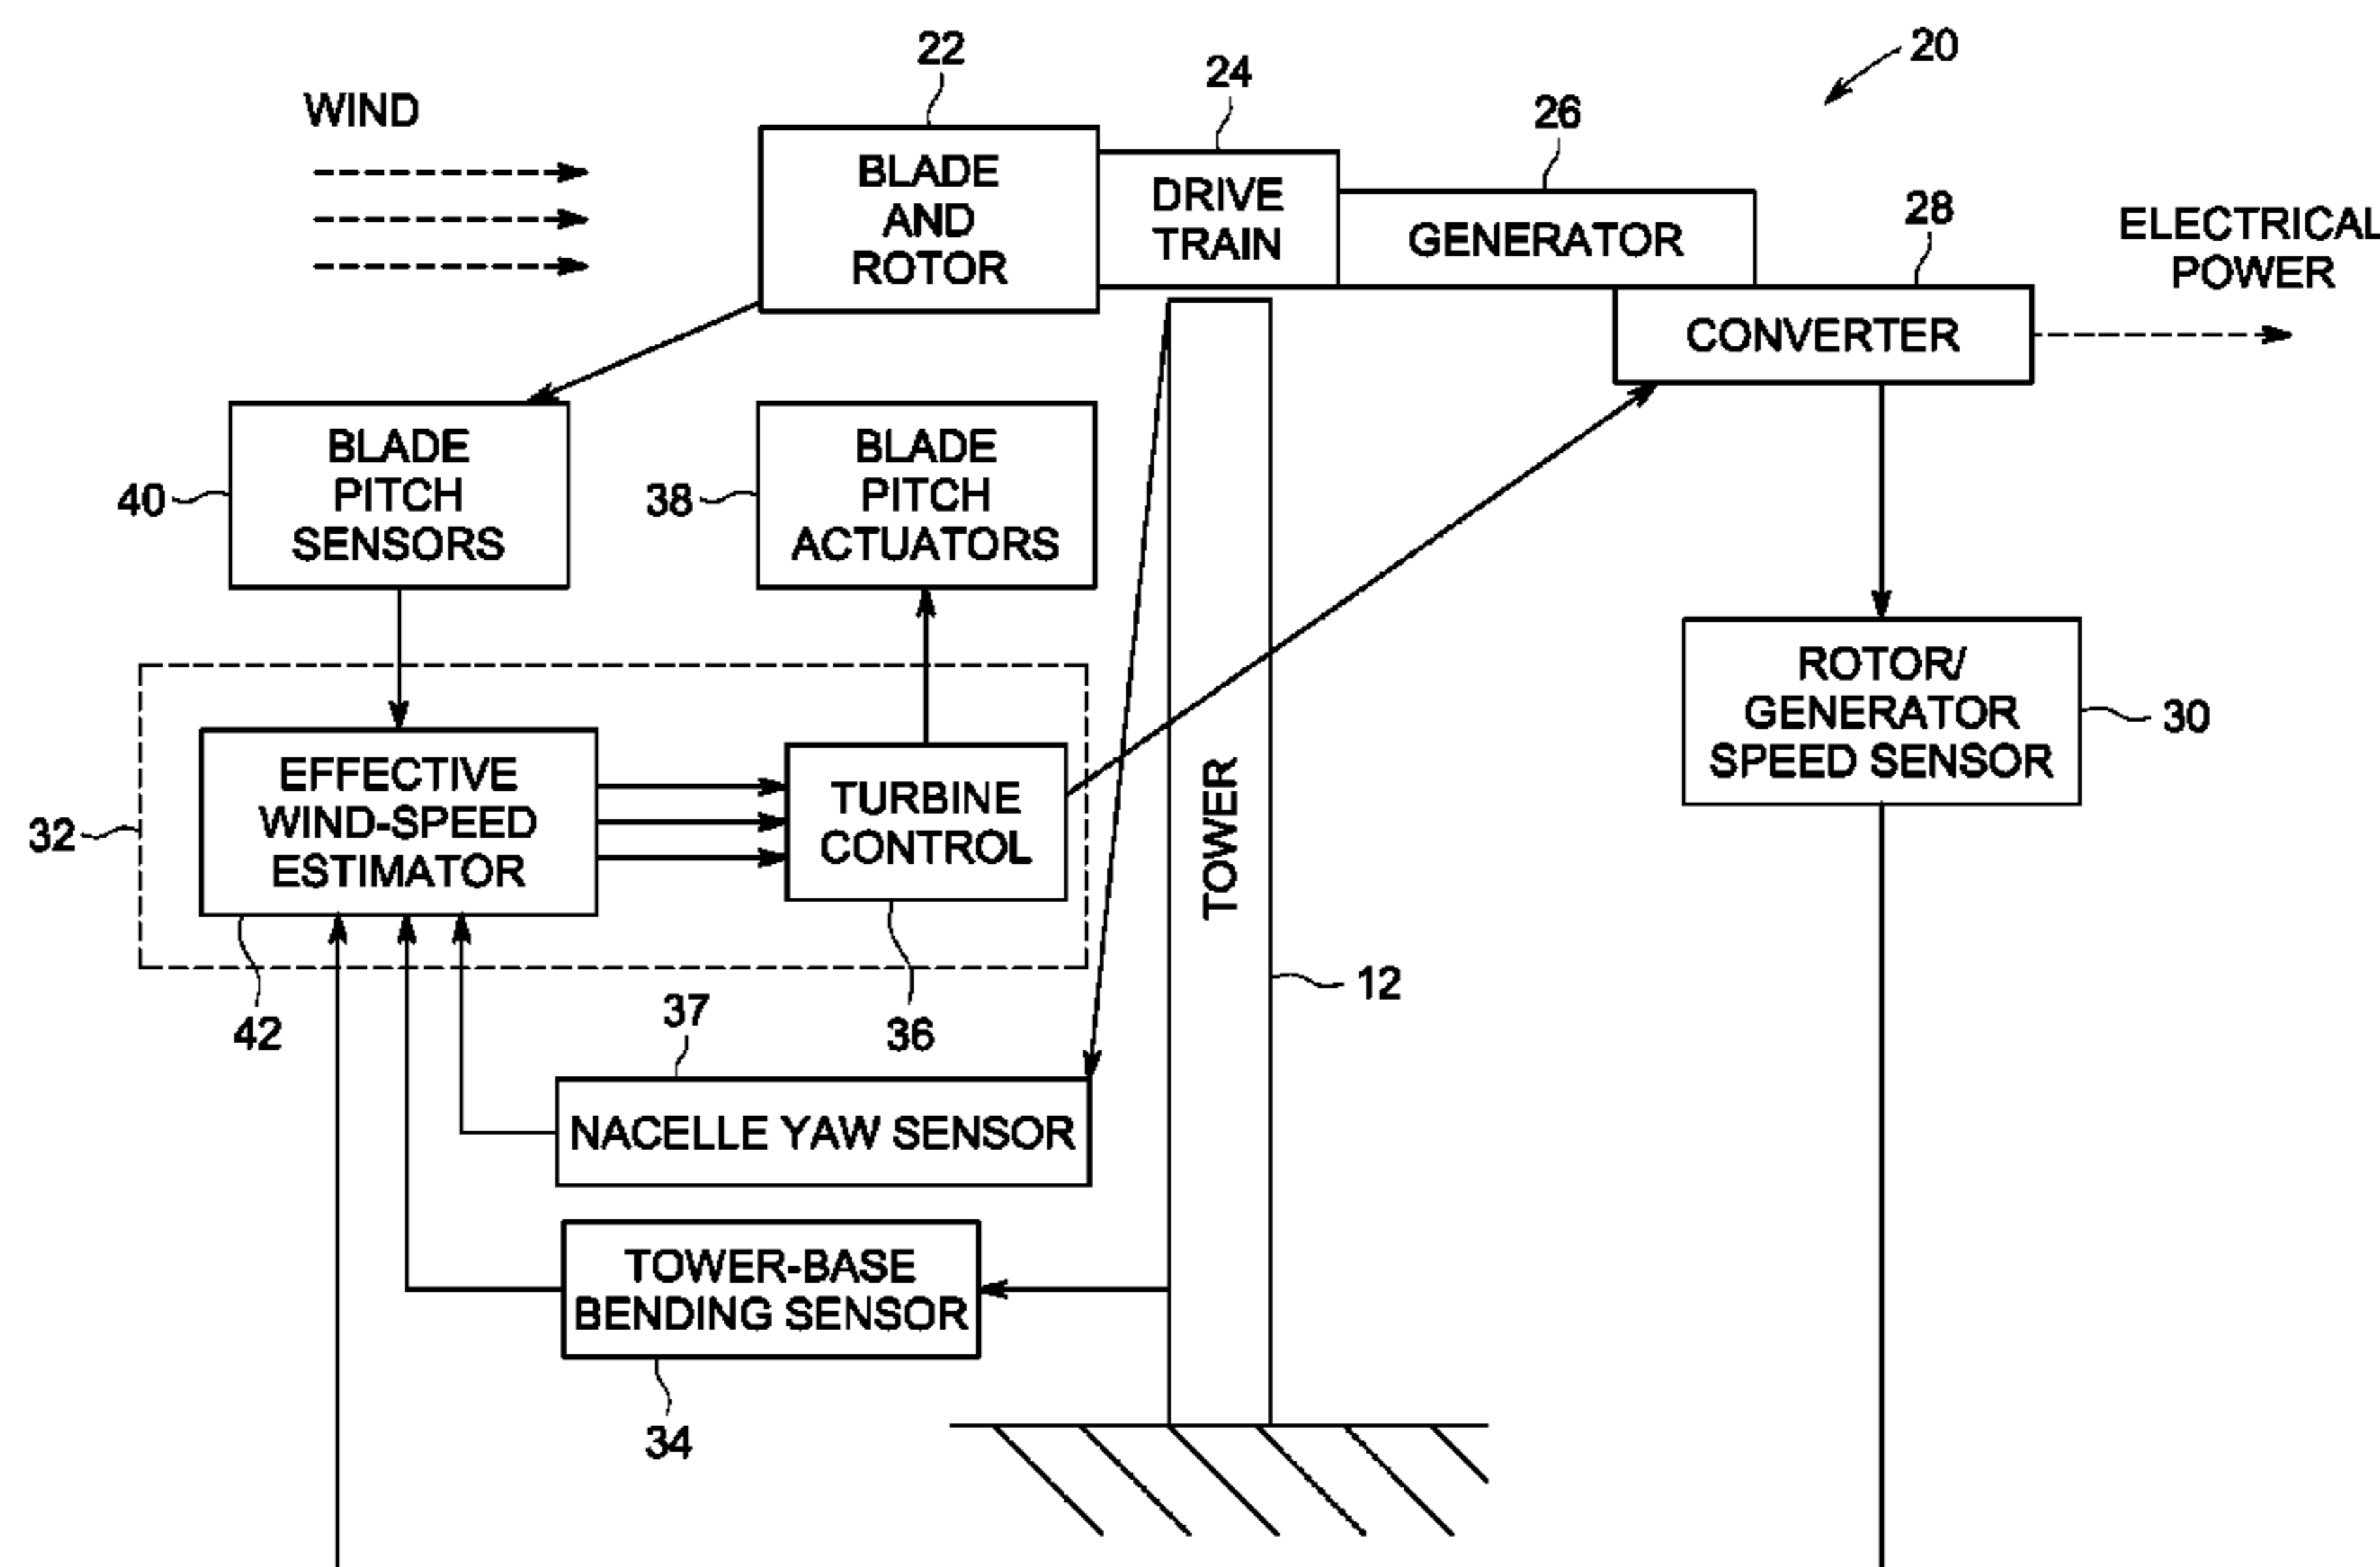 20
22
24
WIND
26
BLADE
AND
ROTOR
DRIVE
TRAIN
28
ELECTRICAL
POWER
GENERATOR
CONVERTER
BLADE
PITCH
SENSORS
40
BLADE
PITCH
ACTUATORS
38
ROTOR/
GENERATOR
SPEED SENSOR
30
EFFECTIVE
WIND-SPEED
ESTIMATOR
TURBINE
CONTROL
32
TOWER
12
42
37
36
NACELLE YAW SENSOR
TOWER-BASE
BENDING SENSOR
34